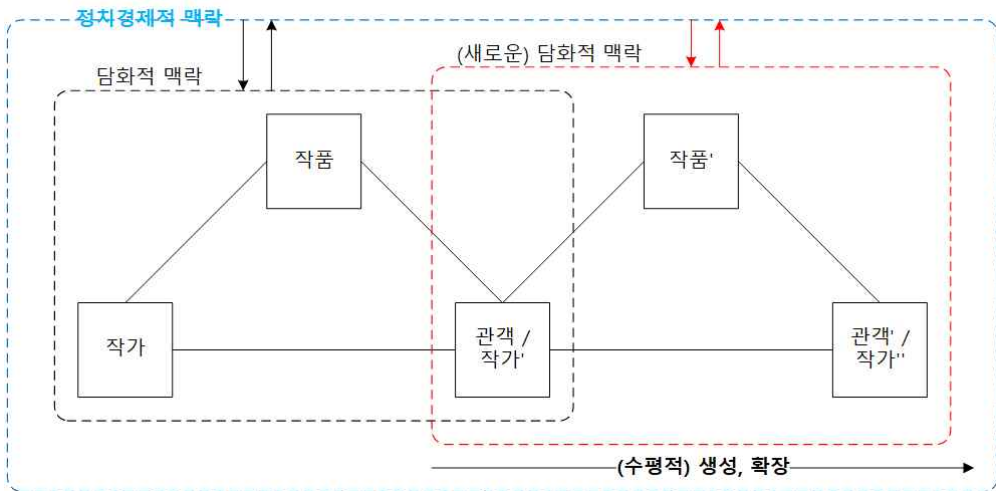 정치경제적 맥락
(새로운) 담화적 맥락
담화적 맥락
작품
작품'
작가
관객 /
작가'
관객' /
작가''
(수평적) 생성, 확장